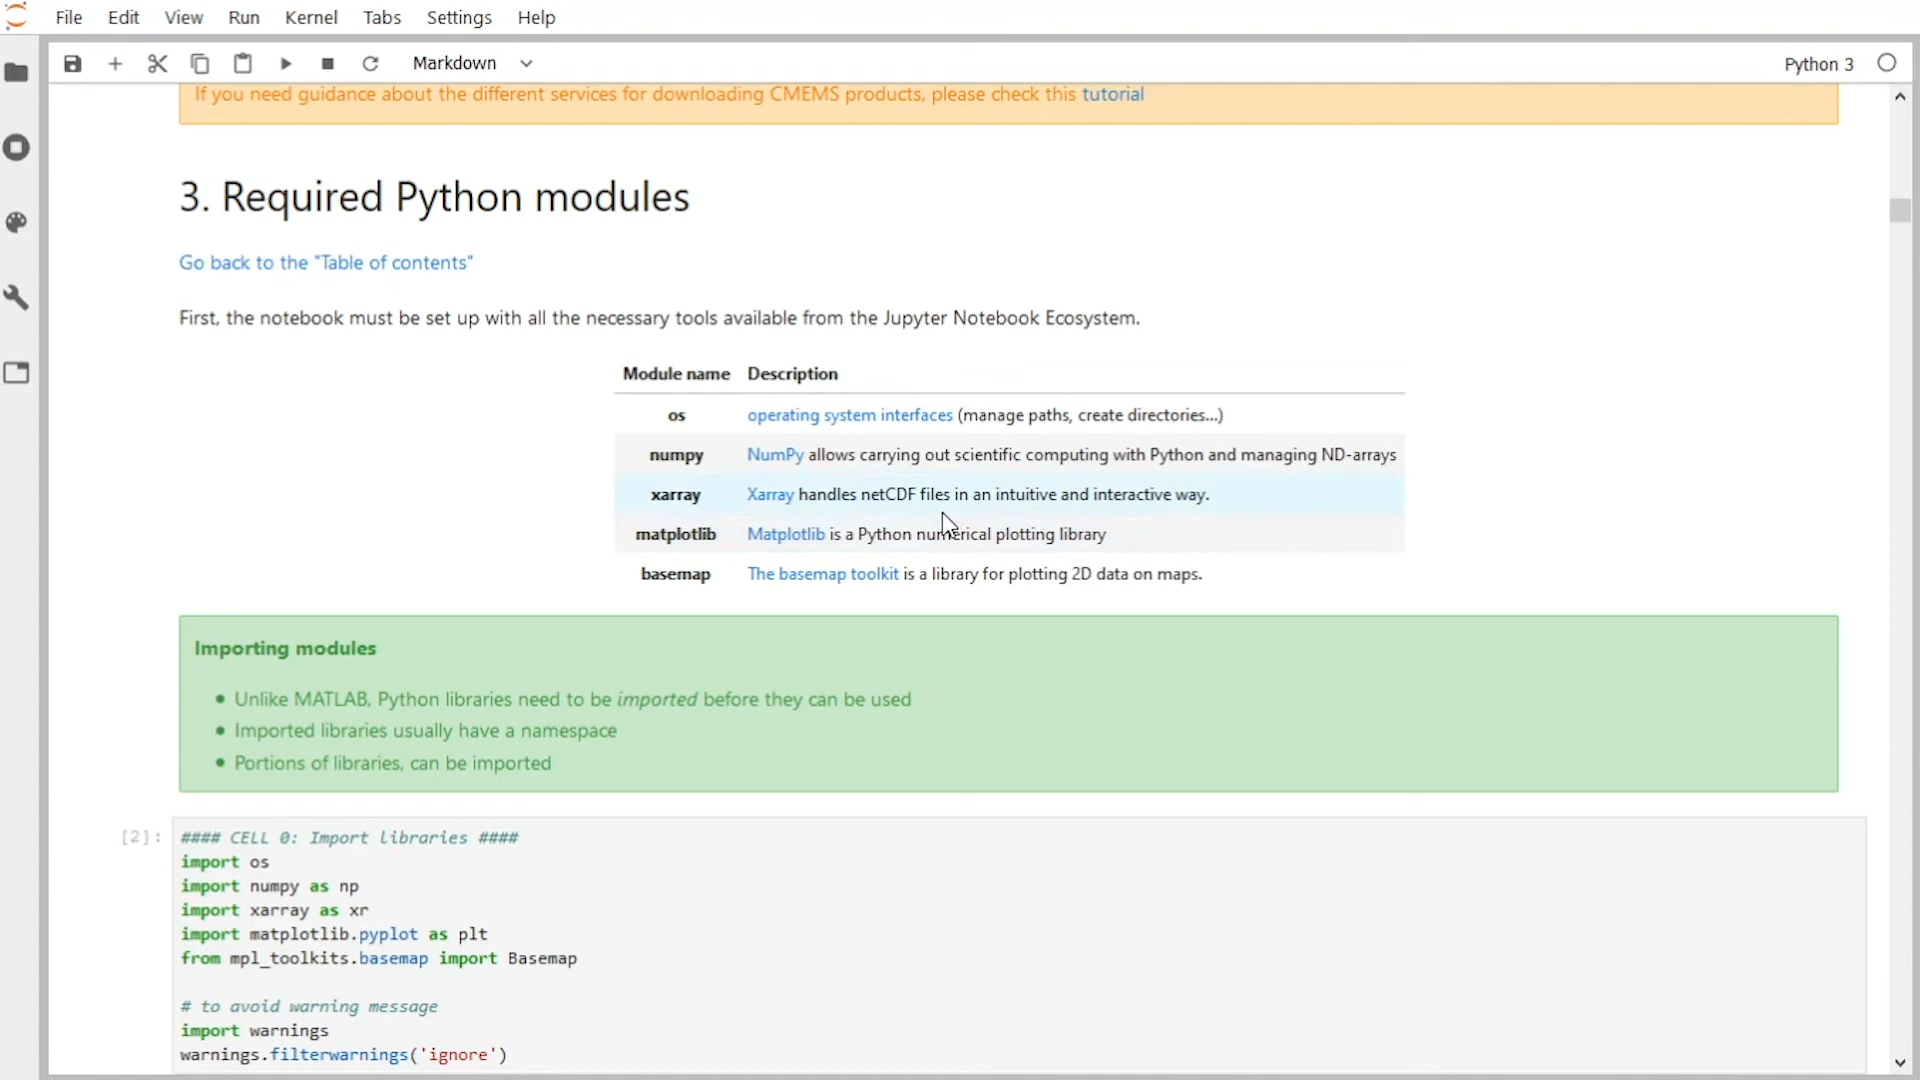 File Edit View Run Kernel Tabs Settings Help
Markdown Python 3
If you need guidance about the different services for downloading CMEMS products, please check this tutorial
3. Required Python modules
Go back to the "Table of contents"
First, the notebook must be set up with all the necessary tools available from the Jupyter Notebook Ecosystem.
Module name Description
os operating system interfaces (manage paths, create directories...)
numpy NumPy allows carrying out scientific computing with Python and managing ND-arrays
xarray Xarray handles netCDF files in an intuitive and interactive way.
matplotlib Matplotlib is a Python numerical plotting library
basemap The basemap toolkit is a library for plotting 2D data on maps.
Importing modules
• Unlike MATLAB, Python libraries need to be imported before they can be used
• Imported libraries usually have a namespace
• Portions of libraries, can be imported
[2]: #### CELL 0: Import libraries ####
import os
import numpy as np
import xarray as xr
import matplotlib.pyplot as plt
from mpl_toolkits.basemap import Basemap
# to avoid warning message
import warnings
warnings.filterwarnings('ignore')